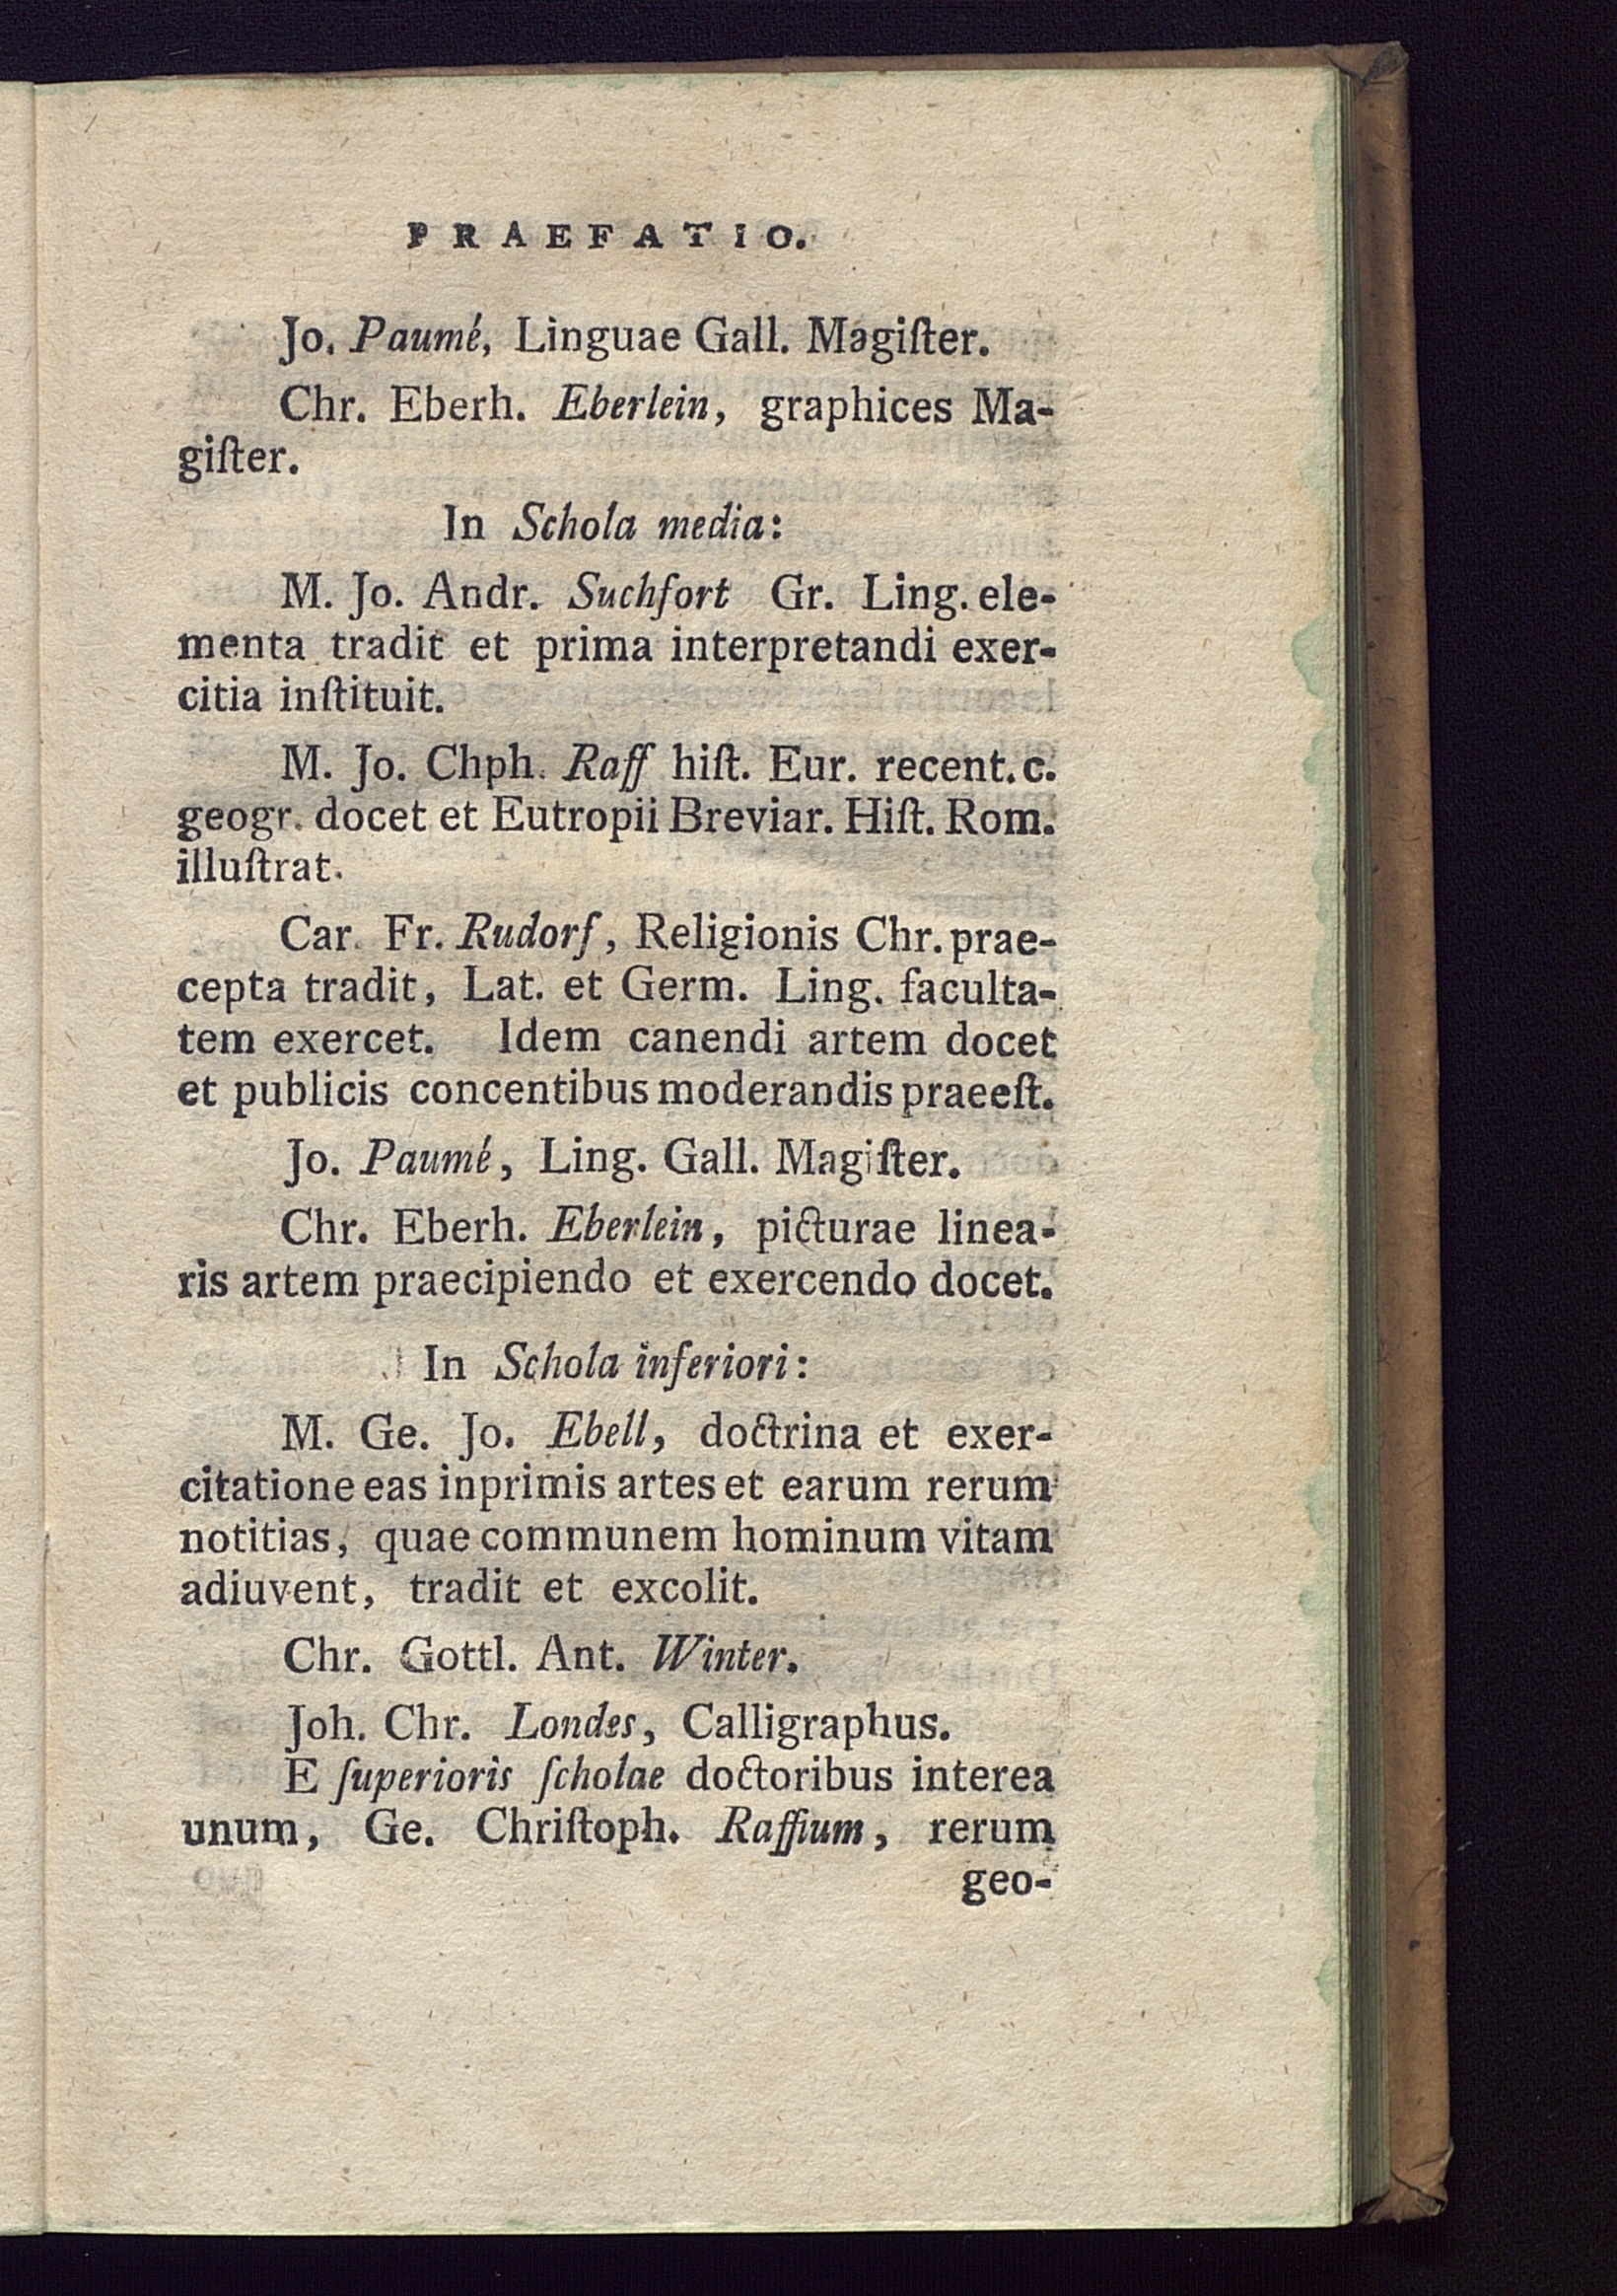 PRAEFATIO.
Jo. Paumé, Linguae Gall. Magiſter.
Chr. Eberh. Eberlein, graphices Ma-
giſter.
In Schola media:
M. Jo. Andr. Suchfort Gr. Ling. ele-
menta tradit et prima interpretandi exer-
citia inſtituit.
M. Jo. Chph. Raff hiſt. Eur. recent. c.
geogr. docet et Eutropii Breviar. Hiſt. Rom.
illuſtrat.
Car. Fr. Rudorf, Religionis Chr. prae-
cepta tradit, Lat. et Germ. Ling. faculta-
tem exercet. Idem canendi artem docet
et publicis concentibus moderandis praeeſt.
Jo. Paumé, Ling. Gall. Magiſter.
Chr. Eberh. Eberlein, picturae linea-
ris artem praecipiendo et exercendo docet.
In Schola inferiori:
M. Ge. Jo. Ebell, doctrina et exer-
citatione eas inprimis artes et earum rerum
notitias, quae communem hominum vitam
adiuvent, tradit et excolit.
Chr. Gottl. Ant. Winter.
Joh. Chr. Londes, Calligraphus.
E ſuperioris ſcholae doctoribus interea
unum, Ge. Chriſtoph. Raffium, rerum
geo-